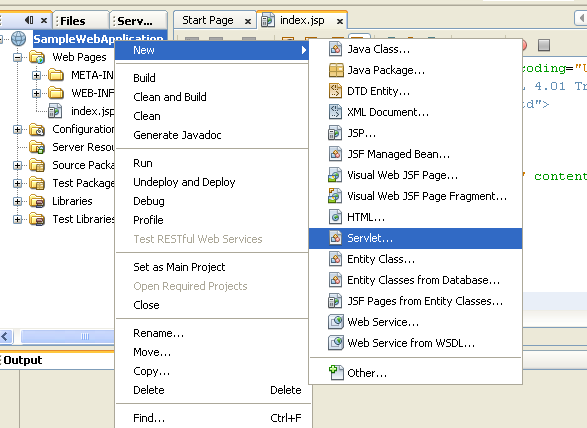 Files
Serv...
Start Page
index.jsp
SampleWebApplication
Web Pages
META-IN
WEB-INF
index.jsp
Configuration
Server Resou
Source Packa
Test Package
Libraries
Test Libraries
New
Build
Clean and Build
Clean
Generate Javadoc
Run
Undeploy and Deploy
Debug
Profile
Test RESTful Web Services
Set as Main Project
Open Required Projects
Close
Rename...
Move...
Copy...
Delete Delete
Find... Ctrl+F
Java Class...
Java Package...
DTD Entity...
XML Document...
JSP...
JSF Managed Bean...
Visual Web JSF Page...
Visual Web JSF Page Fragment...
HTML...
Servlet...
Entity Class...
Entity Classes from Database...
JSF Pages from Entity Classes...
Web Service...
Web Service from WSDL...
Other...
coding="U
L 4.01 Tr
td">
" content
Output